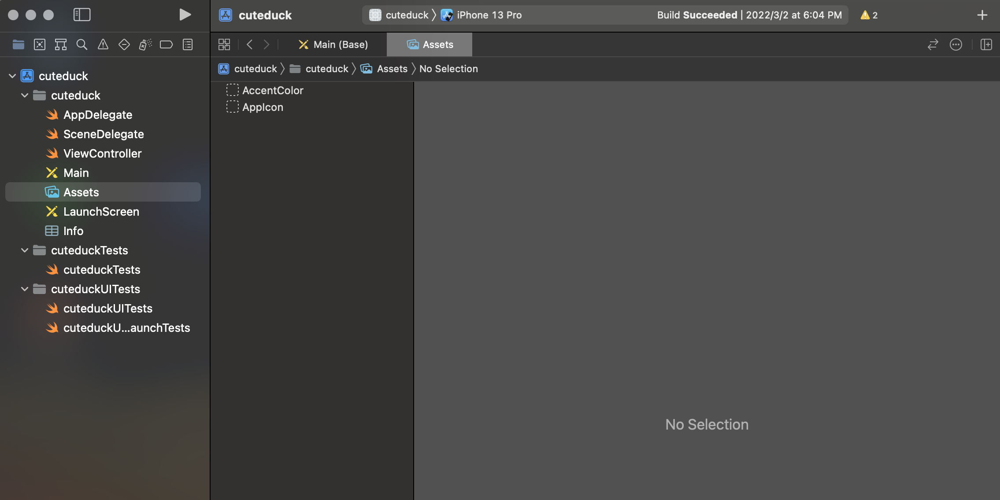 cuteduck
cuteduck iPhone 13 Pro
Build Succeeded | 2022/3/2 at 6:04 PM
2
Main (Base)
Assets
cuteduck cuteduck Assets No Selection
cuteduck
cuteduck
AppDelegate
SceneDelegate
ViewController
Main
Assets
LaunchScreen
Info
cuteduckTests
cuteduckTests
cuteduckUITests
cuteduckUITests
cuteduckU...aunchTests
AccentColor
AppIcon
No Selection